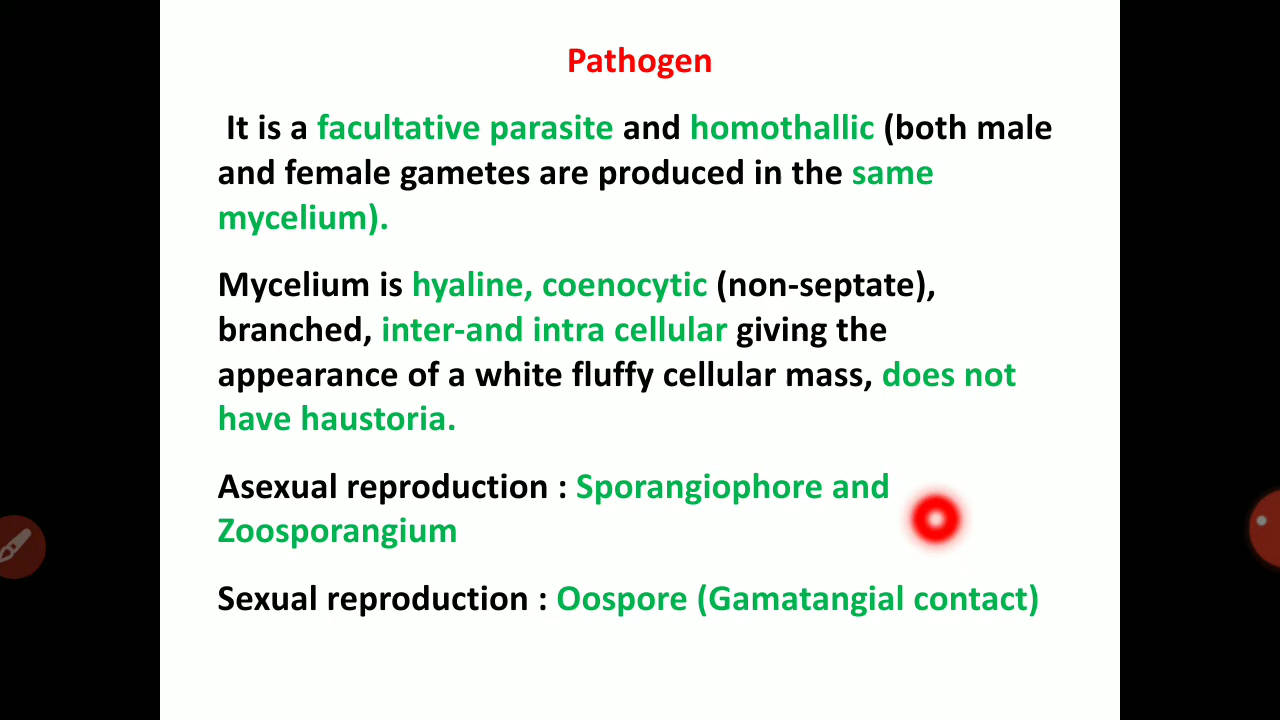 Pathogen
It is a facultative parasite and homothallic (both male
and female gametes are produced in the same
mycelium).
Mycelium is hyaline, coenocytic (non-septate),
branched, inter-and intra cellular giving the
appearance of a white fluffy cellular mass, does not
have haustoria.
Asexual reproduction : Sporangiophore and
Zoosporangium
Sexual reproduction : Oospore (Gamatangial contact)